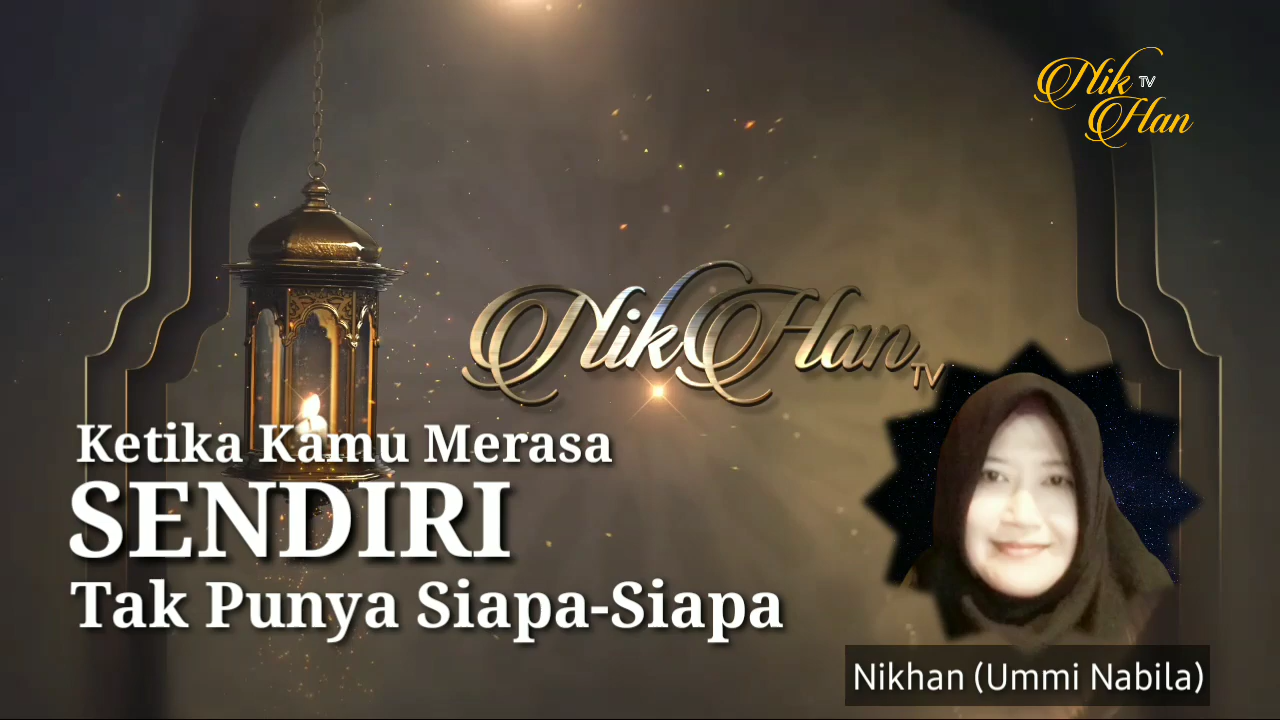 Nik TV
Han
NikHan TV
Ketika Kamu Merasa
SENDIRI
Tak Punya Siapa-Siapa
Nikhan (Ummi Nabila)